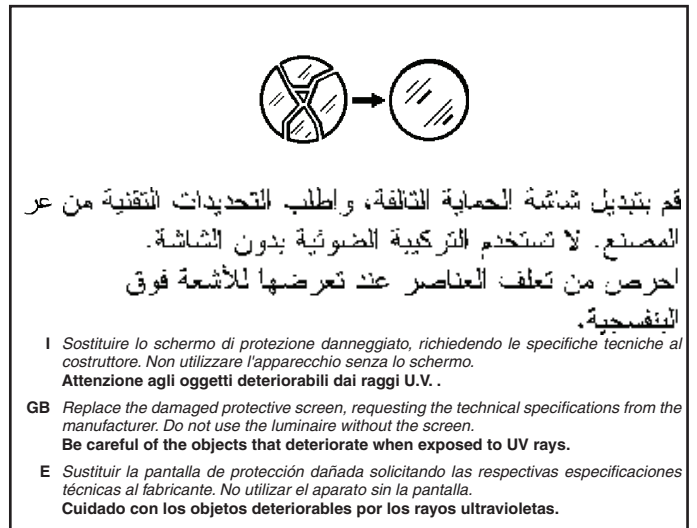 قم بتبديل شاشة الحماية التالفة، واطلب التحديدات التقنية من عر
المصنع. لا تستخدم التركيبة الضوئية بدون الشاشة.
احرص من تعلف العناصر عند تعرضها للأشعة فوق
البنفسجية.
I Sostituire lo schermo di protezione danneggiato, richiedendo le specifiche tecniche al
costruttore. Non utilizzare l'apparecchio senza lo schermo.
Attenzione agli oggetti deteriorabili dai raggi U.V. .
GB Replace the damaged protective screen, requesting the technical specifications from the
manufacturer. Do not use the luminaire without the screen.
Be careful of the objects that deteriorate when exposed to UV rays.
E Sustituir la pantalla de protección dañada solicitando las respectivas especificaciones
técnicas al fabricante. No utilizar el aparato sin la pantalla.
Cuidado con los objetos deteriorables por los rayos ultravioletas.